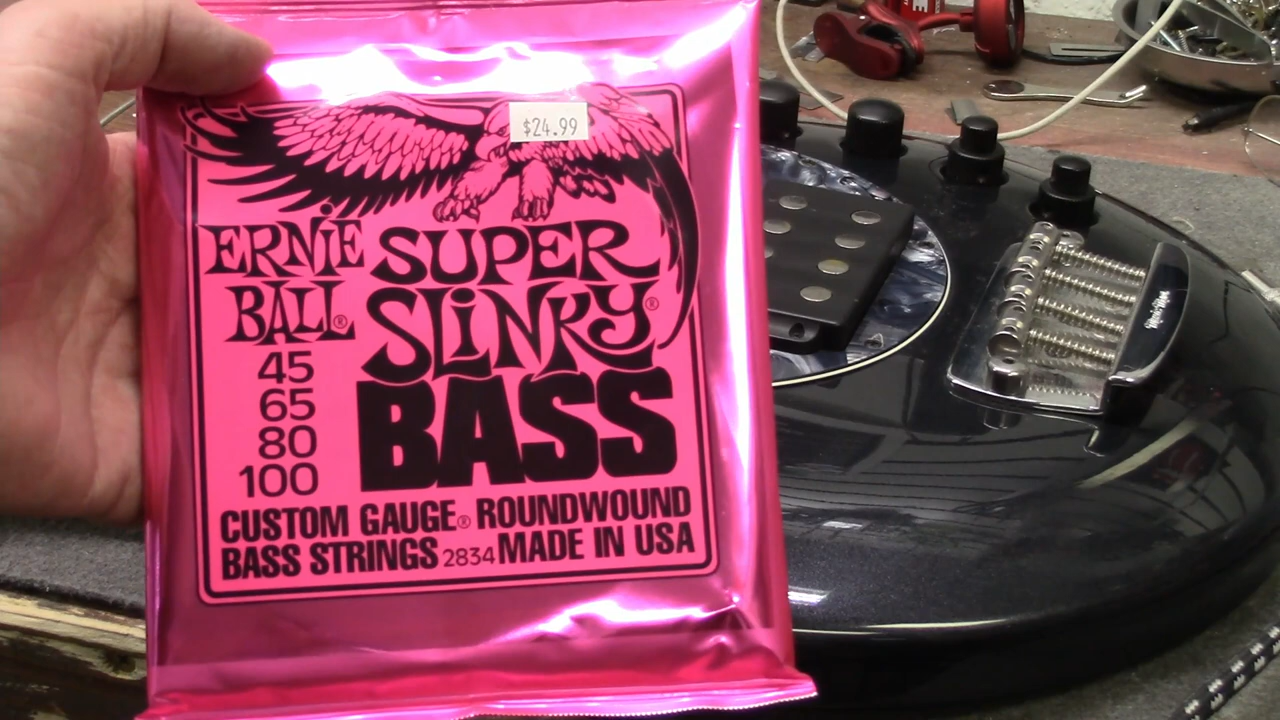 $24.99
ERNIE BALL®
SUPER SLINKY®
BASS
45
65
80
100
CUSTOM GAUGE® ROUNDWOUND
BASS STRINGS 2834 MADE IN USA